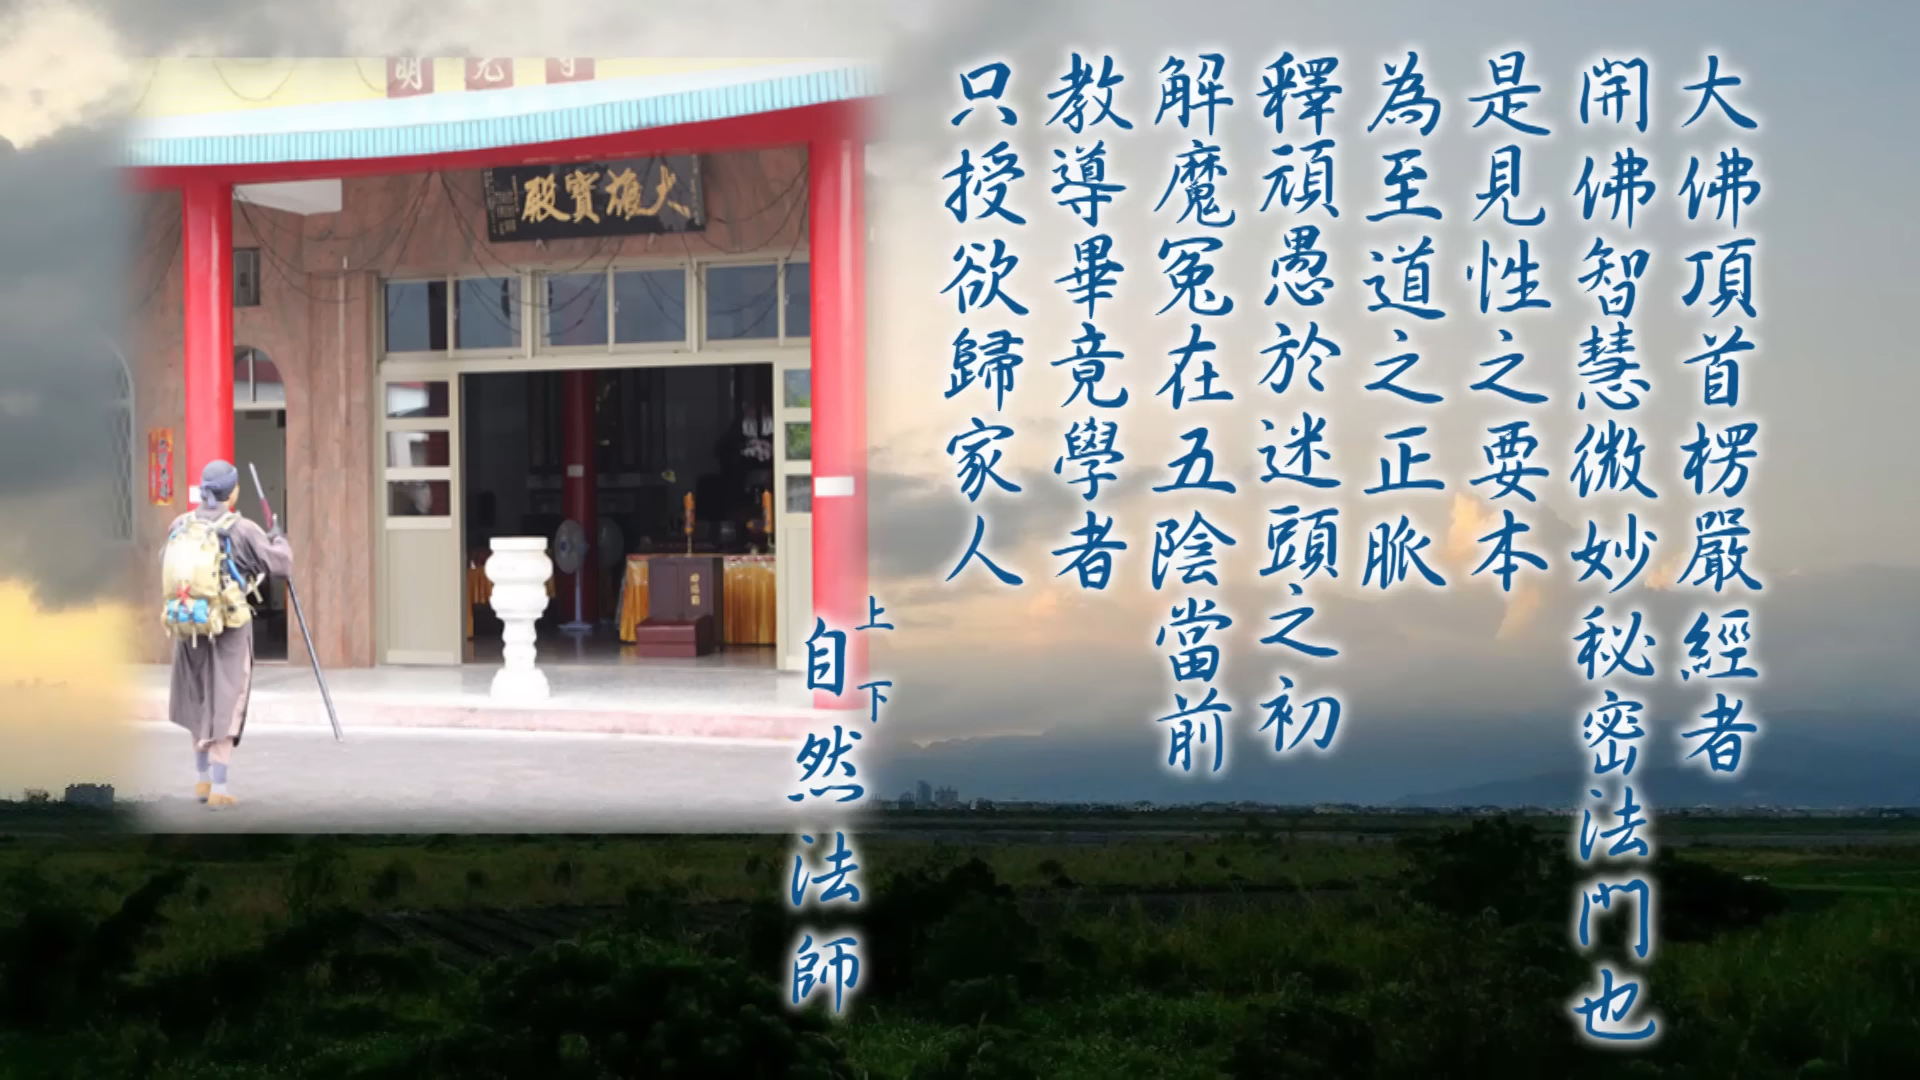 大佛頂首楞嚴經者
開佛智慧微妙秘密法門也
是見性之要本
為至道之正脈
釋頑愚於迷頭之初
解魔冤在五陰當前
教導畢竟學者
只授欲歸家人
上自下然法師
寺光明
大雄寶殿